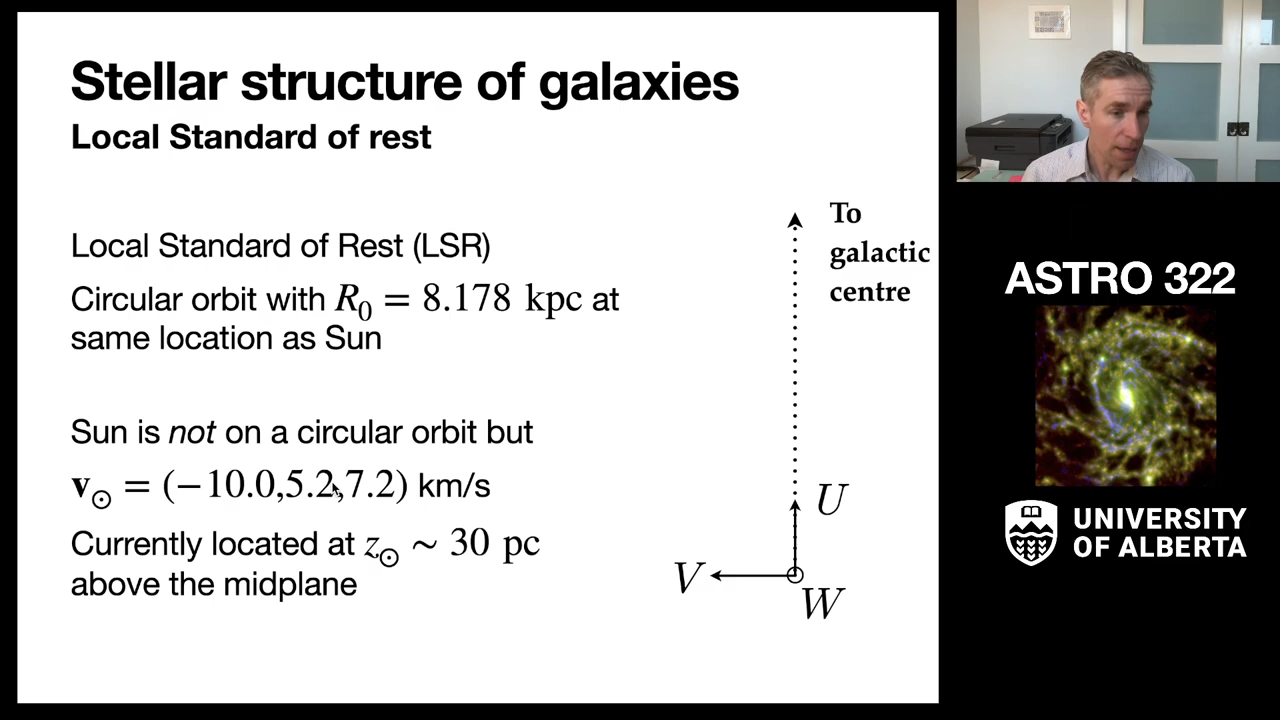 Stellar structure of galaxies
Local Standard of rest
Local Standard of Rest (LSR)
Circular orbit with R₀ = 8.178 kpc at
same location as Sun
Sun is not on a circular orbit but
v⊙ = (−10.0,5.2,7.2) km/s
Currently located at z⊙ ∼ 30 pc
above the midplane
To
galactic
centre
U
V
W
ASTRO 322
UNIVERSITY
OF ALBERTA